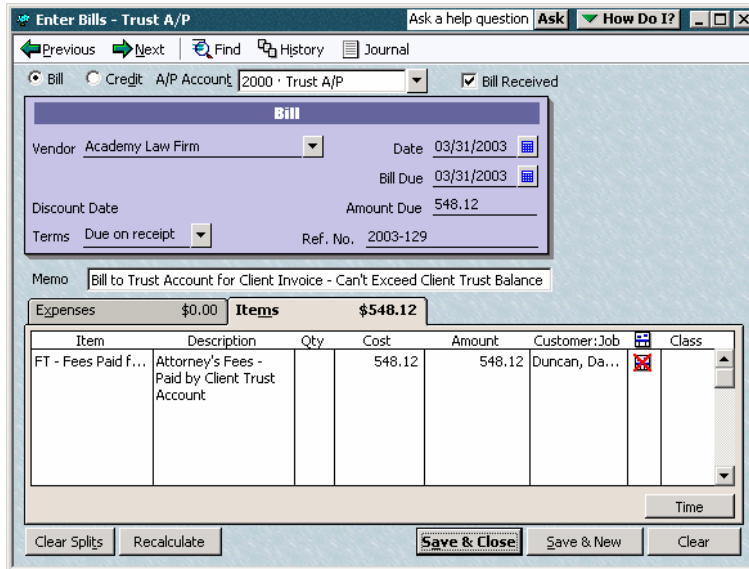 Enter Bills - Trust A/P Ask a help question Ask How Do I?
Previous Next Find History Journal
Bill Credit A/P Account 2000 · Trust A/P Bill Received
Bill
Vendor Academy Law Firm Date 03/31/2003
Bill Due 03/31/2003
Discount Date Amount Due 548.12
Terms Due on receipt Ref. No. 2003-129
Memo Bill to Trust Account for Client Invoice - Can't Exceed Client Trust Balance
Expenses $0.00 Items $548.12
Item Description Qty Cost Amount Customer:Job Class
FT - Fees Paid f... Attorney's Fees - 548.12 548.12 Duncan, Da...
Paid by Client Trust
Account
Time
Clear Splits Recalculate Save & Close Save & New Clear